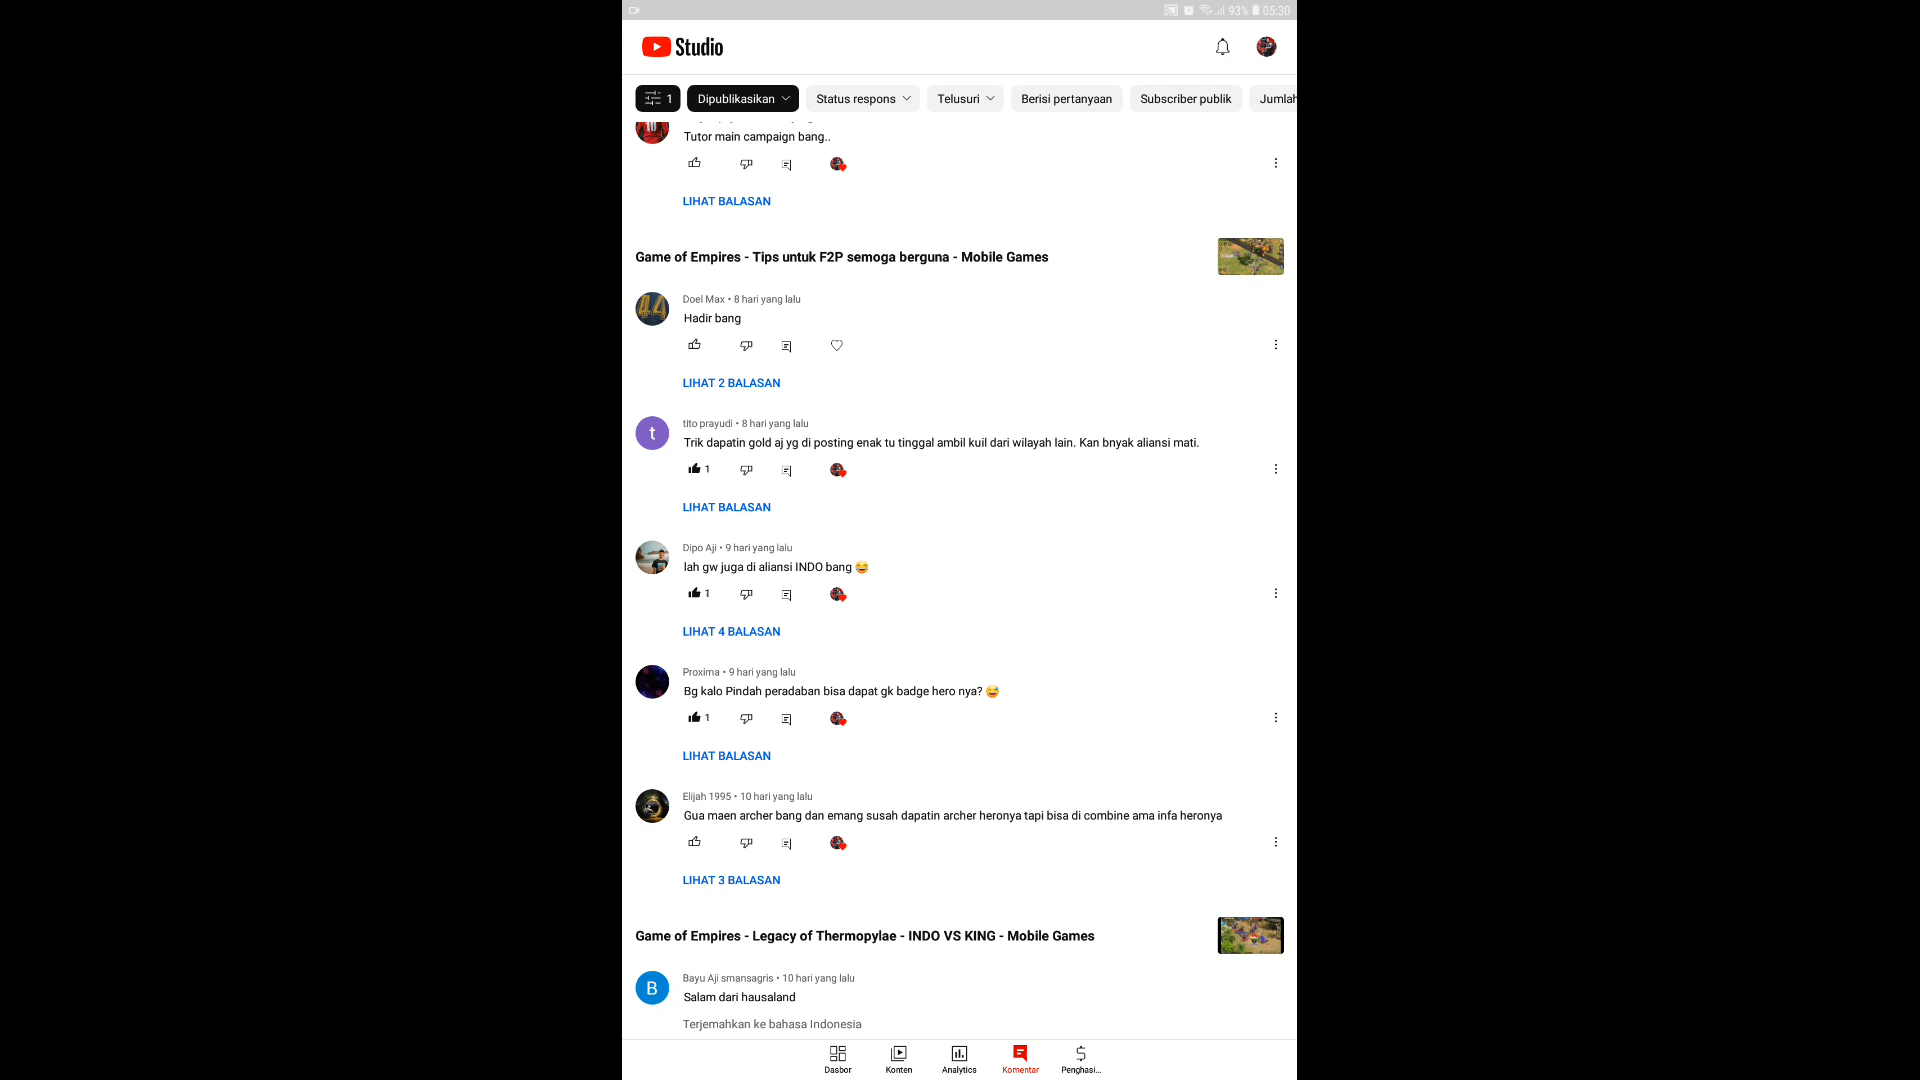 93% 05:30
Studio
1 Dipublikasikan Status respons Telusuri Berisi pertanyaan Subscriber publik Jumlah
Tutor main campaign bang..
LIHAT BALASAN
Game of Empires - Tips untuk F2P semoga berguna - Mobile Games
Doel Max • 8 hari yang lalu
Hadir bang
LIHAT 2 BALASAN
t
tito prayudi • 8 hari yang lalu
Trik dapatin gold aj yg di posting enak tu tinggal ambil kuil dari wilayah lain. Kan bnyak aliansi mati.
1
LIHAT BALASAN
Dipo Aji • 9 hari yang lalu
lah gw juga di aliansi INDO bang 😂
1
LIHAT 4 BALASAN
Proxima • 9 hari yang lalu
Bg kalo Pindah peradaban bisa dapat gk badge hero nya? 😅
1
LIHAT BALASAN
Elijah 1995 • 10 hari yang lalu
Gua maen archer bang dan emang susah dapatin archer heronya tapi bisa di combine ama infa heronya
LIHAT 3 BALASAN
Game of Empires - Legacy of Thermopylae - INDO VS KING - Mobile Games
B
Bayu Aji smansagris • 10 hari yang lalu
Salam dari hausaland
Terjemahkan ke bahasa Indonesia
Dasbor Konten Analytics Komentar Penghasi...